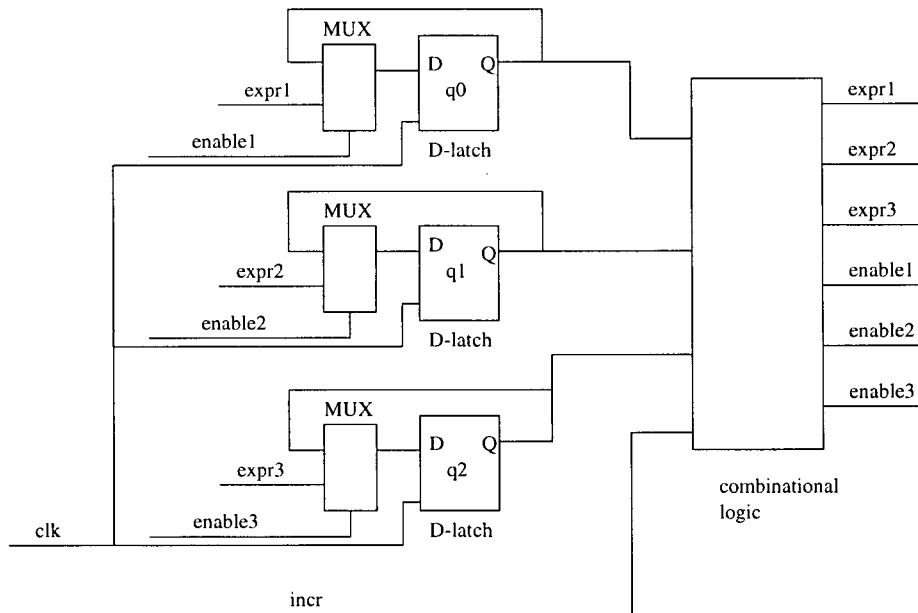 MUX
D Q
q0
expr1
enable1
D-latch
MUX
D Q
q1
expr2
enable2
D-latch
MUX
D Q
q2
expr3
enable3
D-latch
clk
incr
expr1
expr2
expr3
enable1
enable2
enable3
combinational
logic